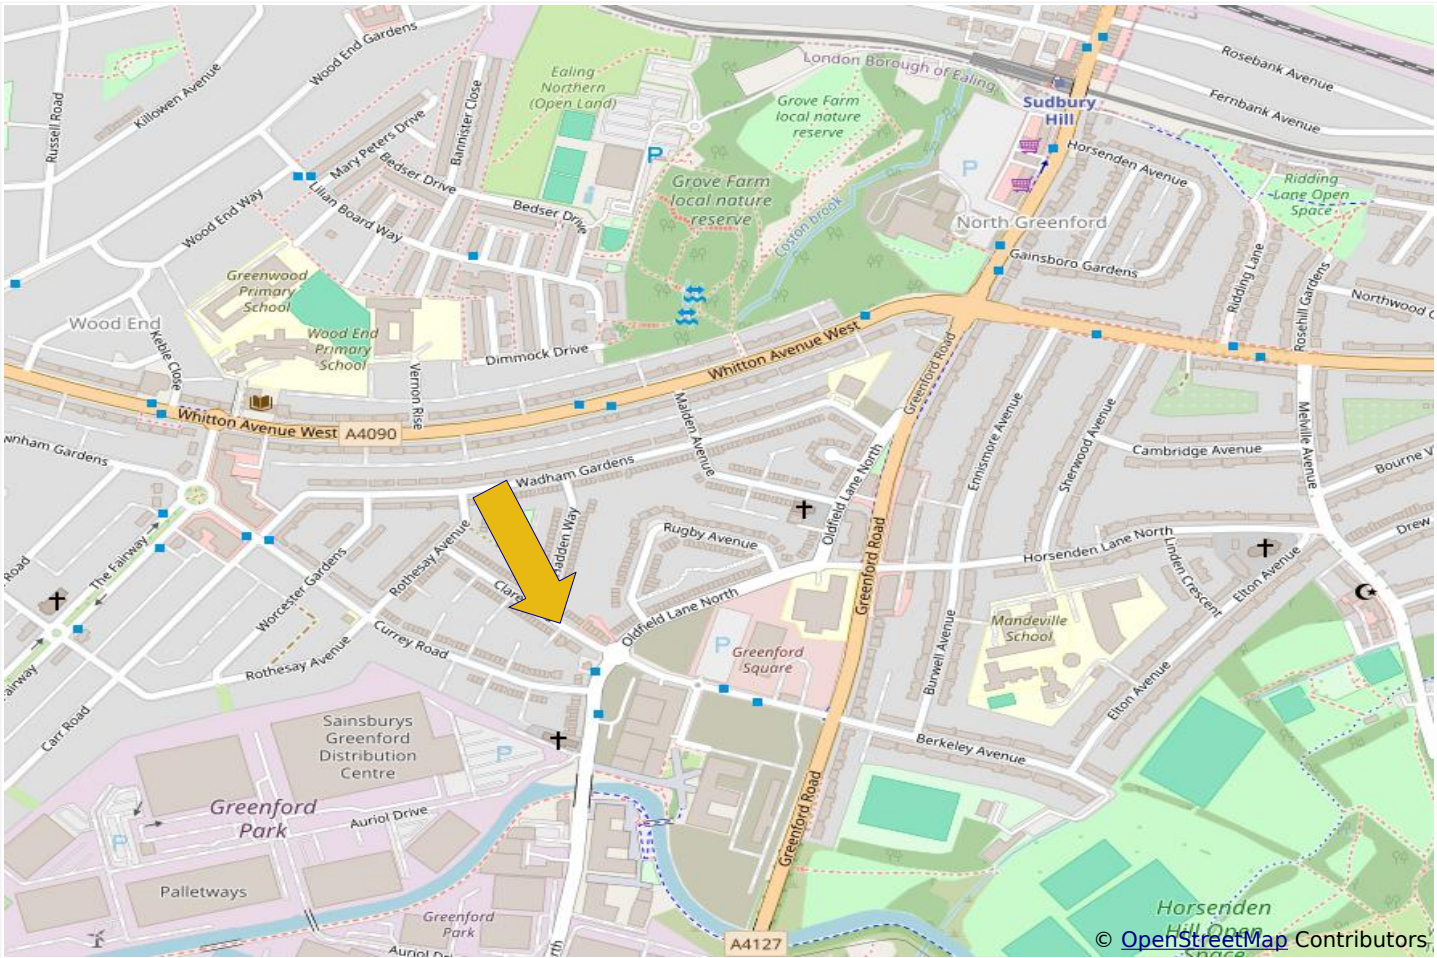 Wood End Gardens
Killowen Avenue
Russell Road
Bannister Close
Mary Peters Drive
Bedser Drive
Lilian Board Way
Wood End Way
Bedser Drive
Ealing
Northern
(Open Land)
P
Grove Farm
local nature
reserve
Grove Farm
local nature
reserve
London Borough of Ealing
Coston brook
P
Sudbury
Hill
Rosebank Avenue
Fernbank Avenue
Horsenden Avenue
North Greenford
Gainsboro Gardens
Ridding
Lane Open
Space
Ridding Lane
Rosehill Gardens
Northwood
Greenwood
Primary
School
Wood End
Wood End
Primary
School
Keble Close
Vernon Rise
Dimmock Drive
Whitton Avenue West
Whitton Avenue West
A4090
Greenford Road
Malden Avenue
Wadham Gardens
Oldfield Lane North
Ennismore Avenue
Sherwood Avenue
Cambridge Avenue
Melville Avenue
Bourne
Drew
The Fairway
Road
Worcester Gardens
Rothesay Avenue
Rothesay Avenue
Currey Road
Carr Road
Rugby Avenue
Oldfield Lane North
Greenford Road
Horsenden Lane North
Linden Crescent
Elton Avenue
Mandeville
School
Burwell Avenue
Elton Avenue
Berkeley Avenue
P
Greenford
Square
Sainsburys
Greenford
Distribution
Centre
P
Greenford
Park
Auriol Drive
P
Palletways
Greenford
Park
Greenford Road
A4127
Horsenden
Hill Open
Space
© OpenStreetMap Contributors